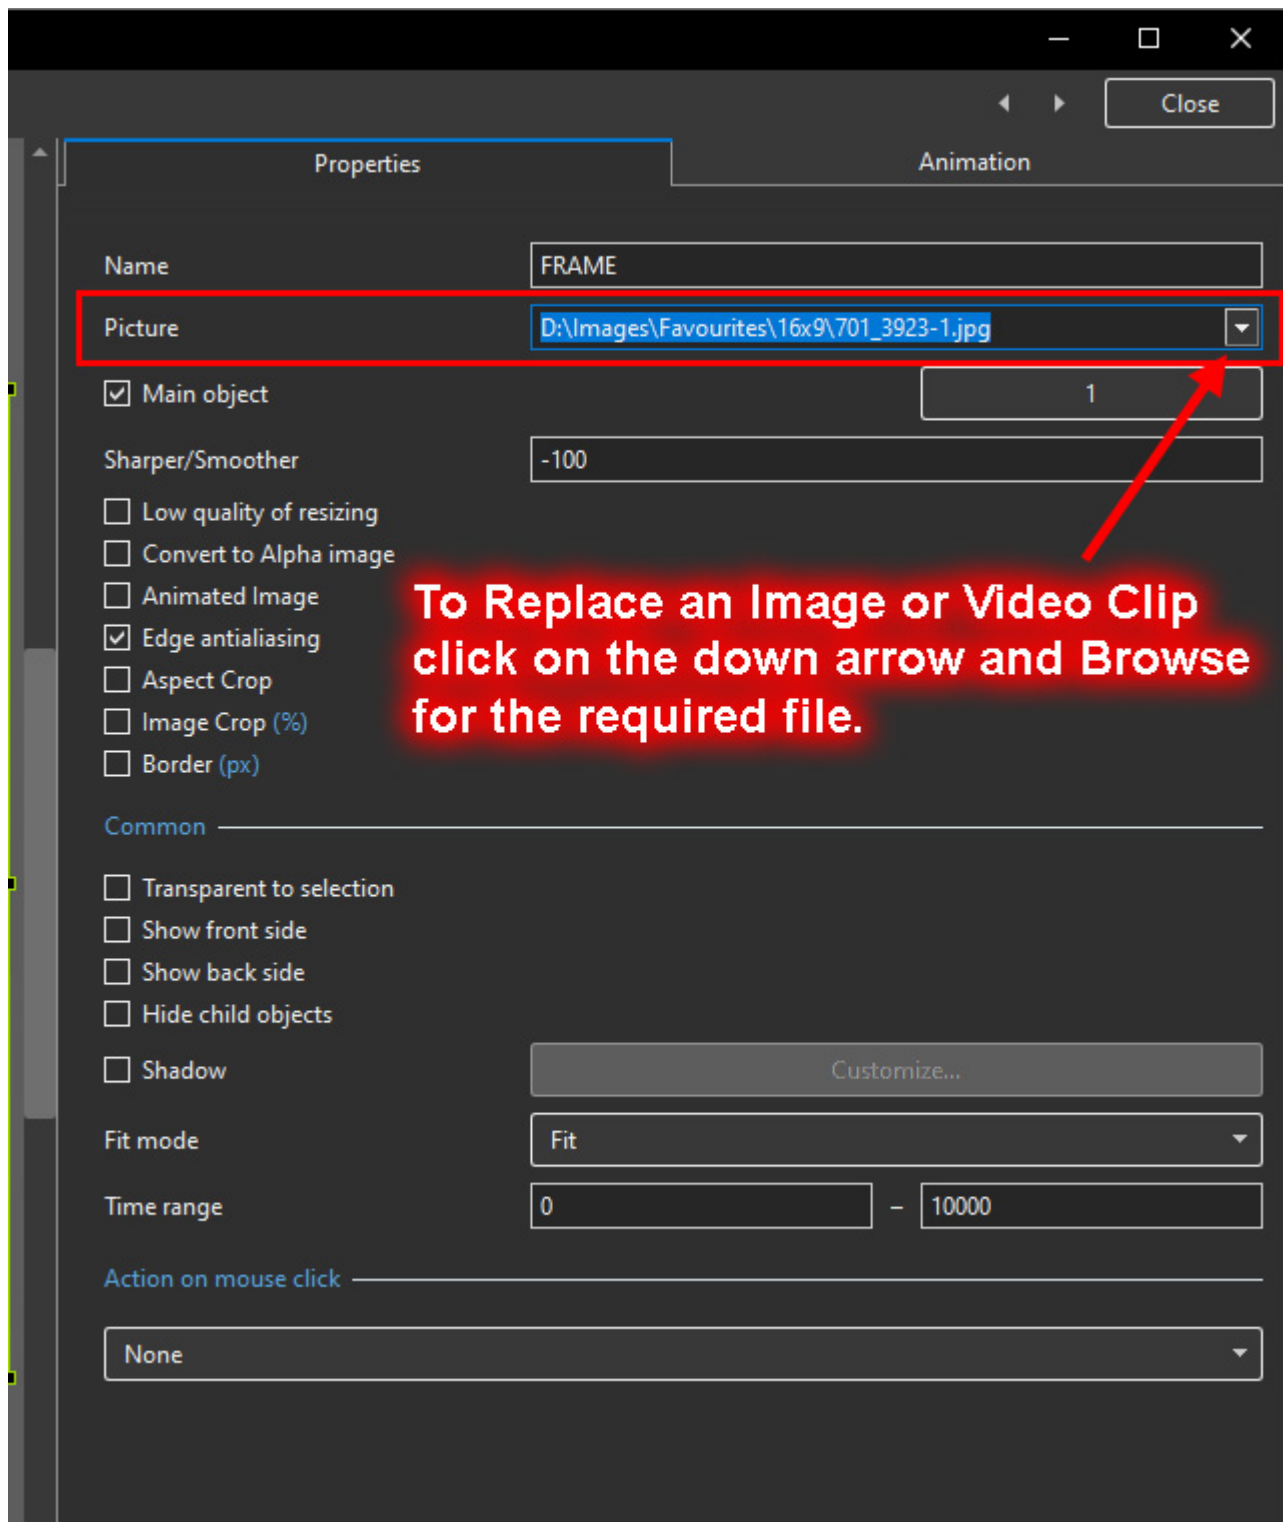 Close
Properties
Animation
Name
FRAME
Picture
D:\Images\Favourites\16x9\701_3923-1.jpg
Main object
1
Sharper/Smoother
-100
Low quality of resizing
Convert to Alpha image
Animated Image
Edge antialiasing
Aspect Crop
Image Crop (%)
Border (px)
To Replace an Image or Video Clip
click on the down arrow and Browse
for the required file.
Common
Transparent to selection
Show front side
Show back side
Hide child objects
Shadow
Customize...
Fit mode
Fit
Time range
0
–
10000
Action on mouse click
None